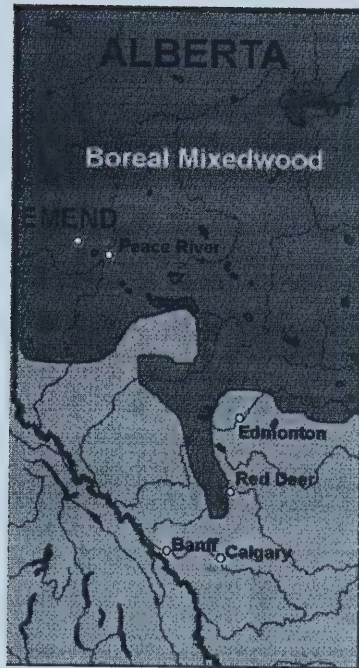 ALBERTA
Boreal Mixedwood
EMEND
Peace River
Edmonton
Red Deer
Banff
Calgary